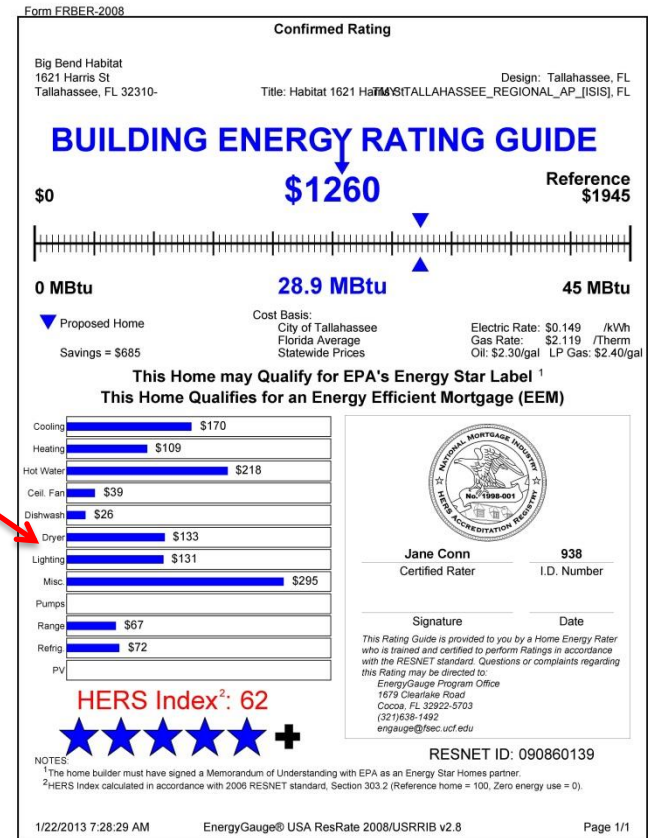 Form FRBER-2008
Confirmed Rating
Big Bend Habitat
1621 Harris St
Tallahassee, FL 32310-
Design: Tallahassee, FL
Title: Habitat 1621 Harris St
TMY: TALLAHASSEE_REGIONAL_AP_[ISIS], FL
BUILDING ENERGY RATING GUIDE
$0
$1260
Reference
$1945
0 MBtu
28.9 MBtu
45 MBtu
Proposed Home
Savings = $685
Cost Basis:
City of Tallahassee
Florida Average
Statewide Prices
Electric Rate: $0.149 /kWh
Gas Rate: $2.119 /Therm
Oil: $2.30/gal LP Gas: $2.40/gal
This Home may Qualify for EPA's Energy Star Label 1
This Home Qualifies for an Energy Efficient Mortgage (EEM)
Cooling $170
Heating $109
Hot Water $218
Ceil. Fan $39
Dishwash $26
Dryer $133
Lighting $131
Misc. $295
Pumps
Range $67
Refrig. $72
PV
NATIONAL MORTGAGE INDUSTRY
No. 1998-001
HERS ACCREDITATION REGISTRY
Jane Conn 938
Certified Rater I.D. Number
Signature Date
This Rating Guide is provided to you by a Home Energy Rater
who is trained and certified to perform Ratings in accordance
with the RESNET standard. Questions or complaints regarding
this Rating may be directed to:
EnergyGauge Program Office
1679 Clearlake Road
Cocoa, FL 32922-5703
(321)638-1492
engauge@fsec.ucf.edu
HERS Index2: 62
RESNET ID: 090860139
NOTES:
1The home builder must have signed a Memorandum of Understanding with EPA as an Energy Star Homes partner.
2HERS Index calculated in accordance with 2006 RESNET standard, Section 303.2 (Reference home = 100, Zero energy use = 0).
1/22/2013 7:28:29 AM EnergyGauge® USA ResRate 2008/USRRIB v2.8 Page 1/1